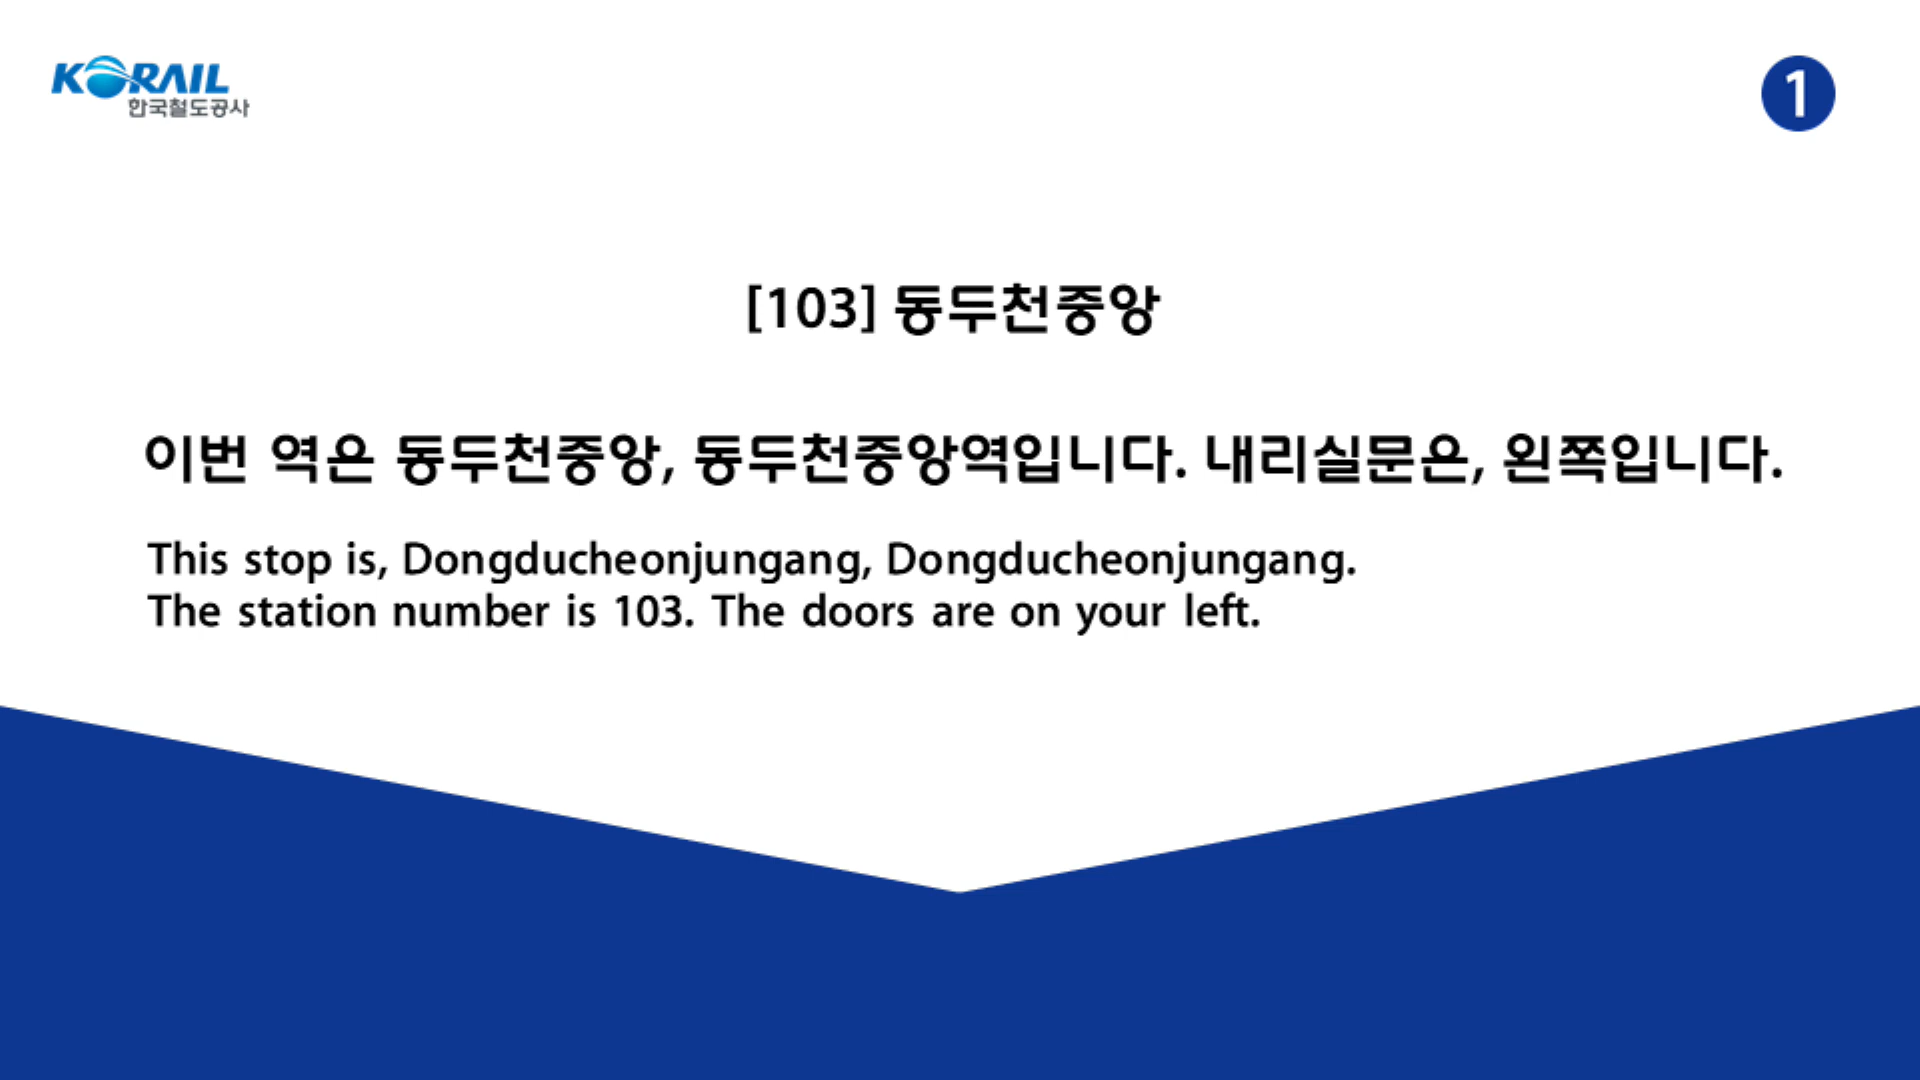 KORAIL
한국철도공사
1
[103] 동두천중앙
이번 역은 동두천중앙, 동두천중앙역입니다. 내리실문은, 왼쪽입니다.
This stop is, Dongducheonjungang, Dongducheonjungang.
The station number is 103. The doors are on your left.